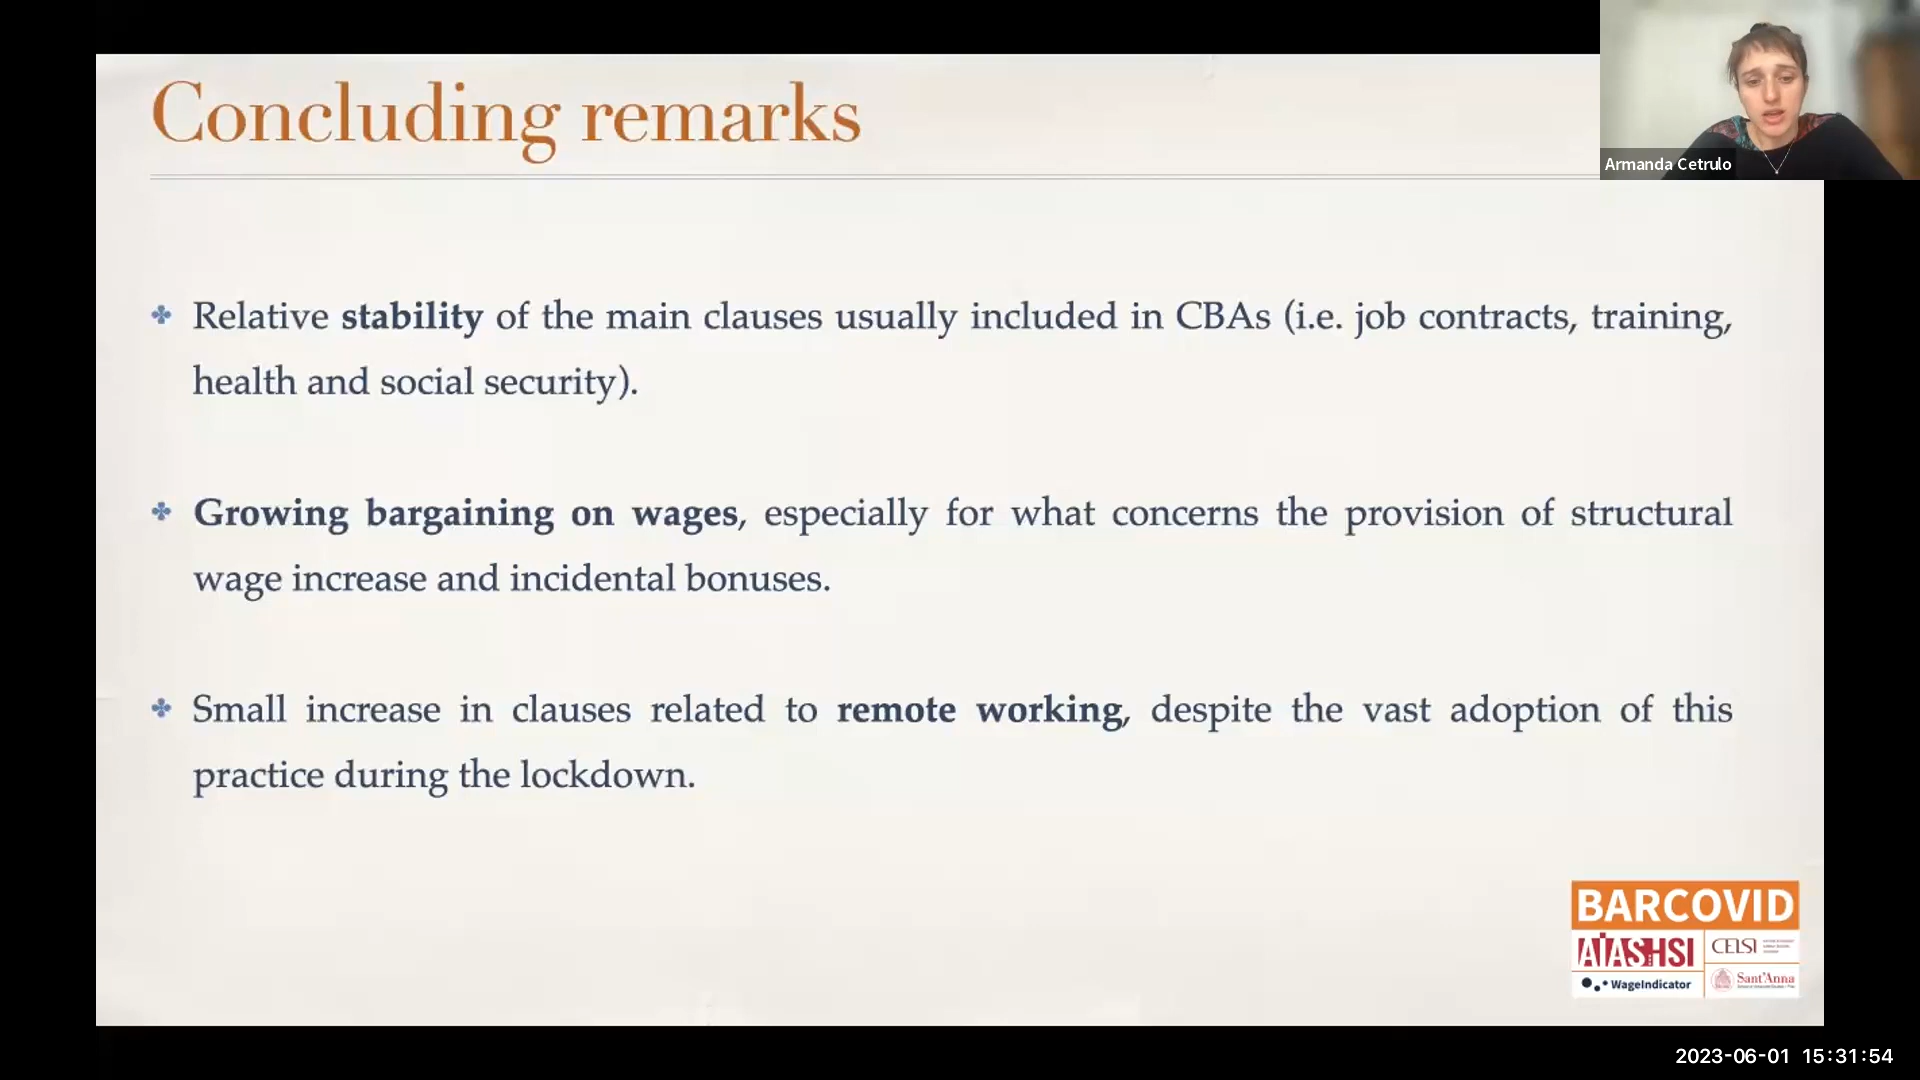 Concluding remarks
Armanda Cetrulo
Relative stability of the main clauses usually included in CBAs (i.e. job contracts, training,
health and social security).
Growing bargaining on wages, especially for what concerns the provision of structural
wage increase and incidental bonuses.
Small increase in clauses related to remote working, despite the vast adoption of this
practice during the lockdown.
BARCOVID
AIAS HSI
CELSI
WageIndicator
Sant'Anna
2023-06-01 15:31:54